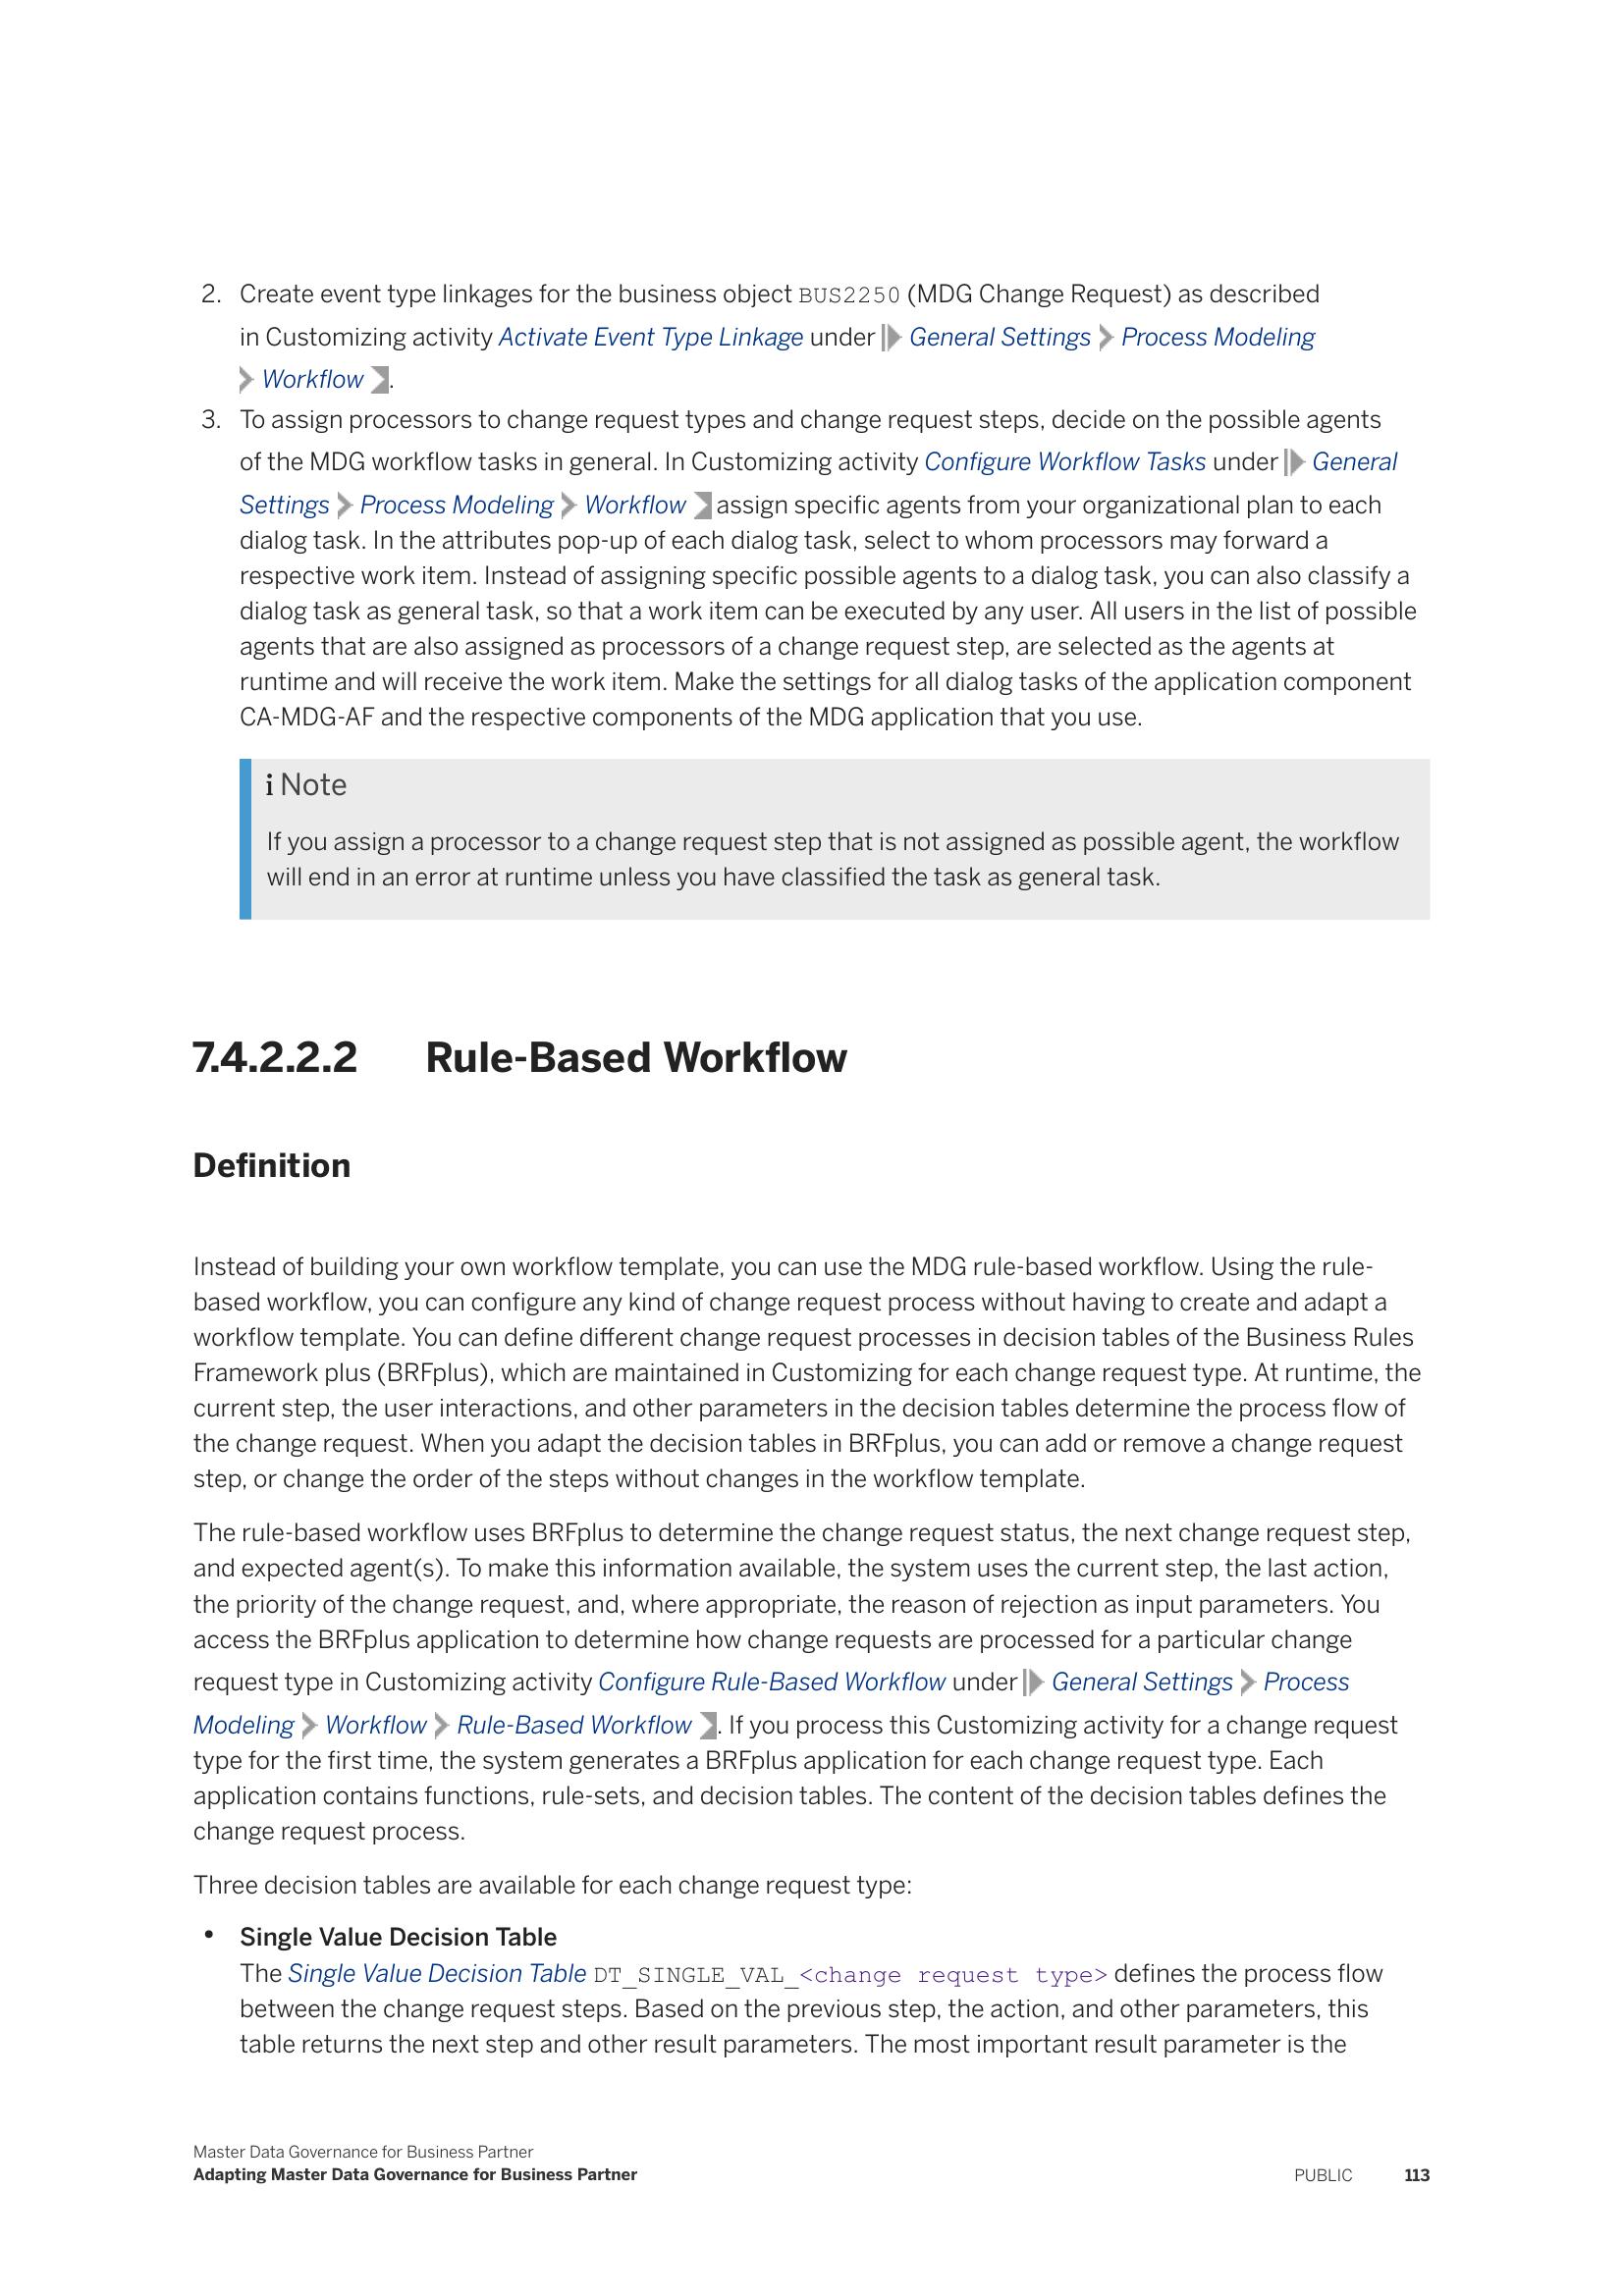 2. Create event type linkages for the business object BUS2250 (MDG Change Request) as described
in Customizing activity Activate Event Type Linkage under General Settings Process Modeling
Workflow .
3. To assign processors to change request types and change request steps, decide on the possible agents
of the MDG workflow tasks in general. In Customizing activity Configure Workflow Tasks under General
Settings Process Modeling Workflow assign specific agents from your organizational plan to each
dialog task. In the attributes pop-up of each dialog task, select to whom processors may forward a
respective work item. Instead of assigning specific possible agents to a dialog task, you can also classify a
dialog task as general task, so that a work item can be executed by any user. All users in the list of possible
agents that are also assigned as processors of a change request step, are selected as the agents at
runtime and will receive the work item. Make the settings for all dialog tasks of the application component
CA-MDG-AF and the respective components of the MDG application that you use.
i Note
If you assign a processor to a change request step that is not assigned as possible agent, the workflow
will end in an error at runtime unless you have classified the task as general task.
7.4.2.2.2 Rule-Based Workflow
Definition
Instead of building your own workflow template, you can use the MDG rule-based workflow. Using the rule-
based workflow, you can configure any kind of change request process without having to create and adapt a
workflow template. You can define different change request processes in decision tables of the Business Rules
Framework plus (BRFplus), which are maintained in Customizing for each change request type. At runtime, the
current step, the user interactions, and other parameters in the decision tables determine the process flow of
the change request. When you adapt the decision tables in BRFplus, you can add or remove a change request
step, or change the order of the steps without changes in the workflow template.
The rule-based workflow uses BRFplus to determine the change request status, the next change request step,
and expected agent(s). To make this information available, the system uses the current step, the last action,
the priority of the change request, and, where appropriate, the reason of rejection as input parameters. You
access the BRFplus application to determine how change requests are processed for a particular change
request type in Customizing activity Configure Rule-Based Workflow under General Settings Process
Modeling Workflow Rule-Based Workflow . If you process this Customizing activity for a change request
type for the first time, the system generates a BRFplus application for each change request type. Each
application contains functions, rule-sets, and decision tables. The content of the decision tables defines the
change request process.
Three decision tables are available for each change request type:
• Single Value Decision Table
The Single Value Decision Table DT_SINGLE_VAL_<change request type> defines the process flow
between the change request steps. Based on the previous step, the action, and other parameters, this
table returns the next step and other result parameters. The most important result parameter is the
Master Data Governance for Business Partner
Adapting Master Data Governance for Business Partner PUBLIC 113